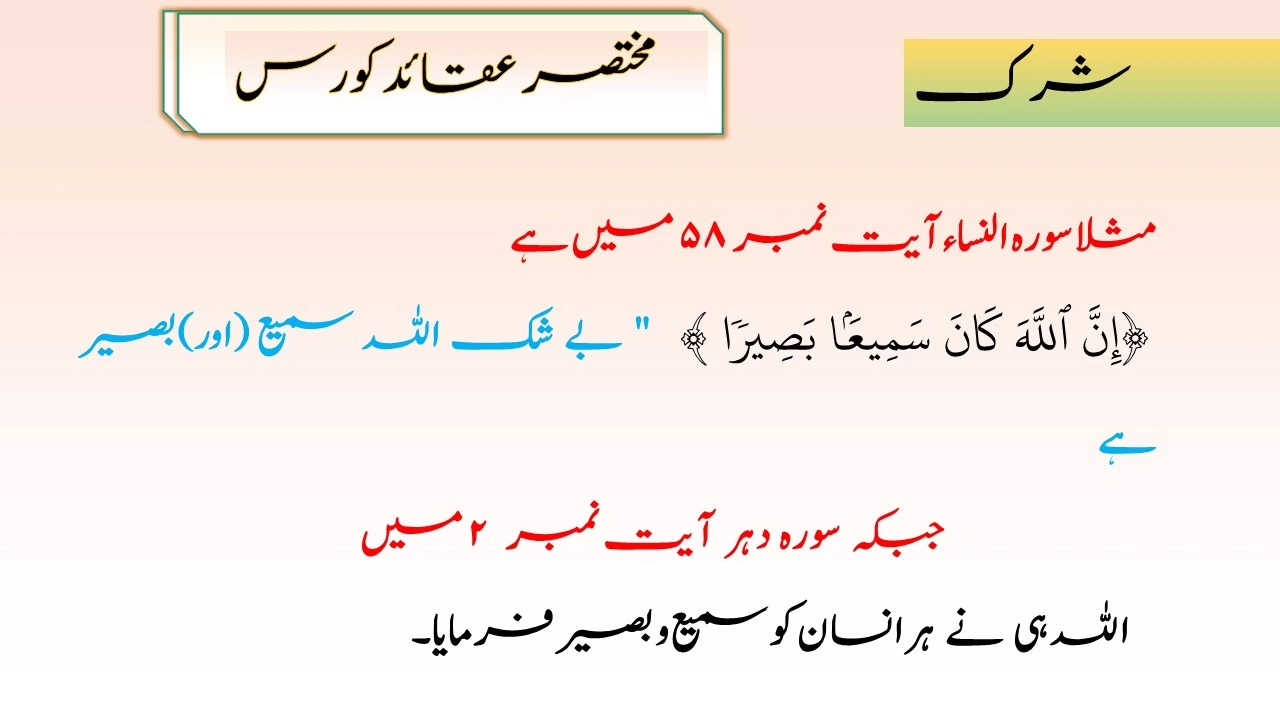 شرک
مختصر عقائد کورس
مثلا سورہ النساء آیت نمبر ۵۸ میں ہے
﴿إِنَّ ٱللَّهَ كَانَ سَمِيعَۢا بَصِيرٗا ﴾ "بے شک اللہ سمیع (اور) بصیر
ہے
جبکہ سورہ دہر آیت نمبر ۲ میں
اللہ ہی نے ہر انسان کو سمیع و بصیر فرمایا۔